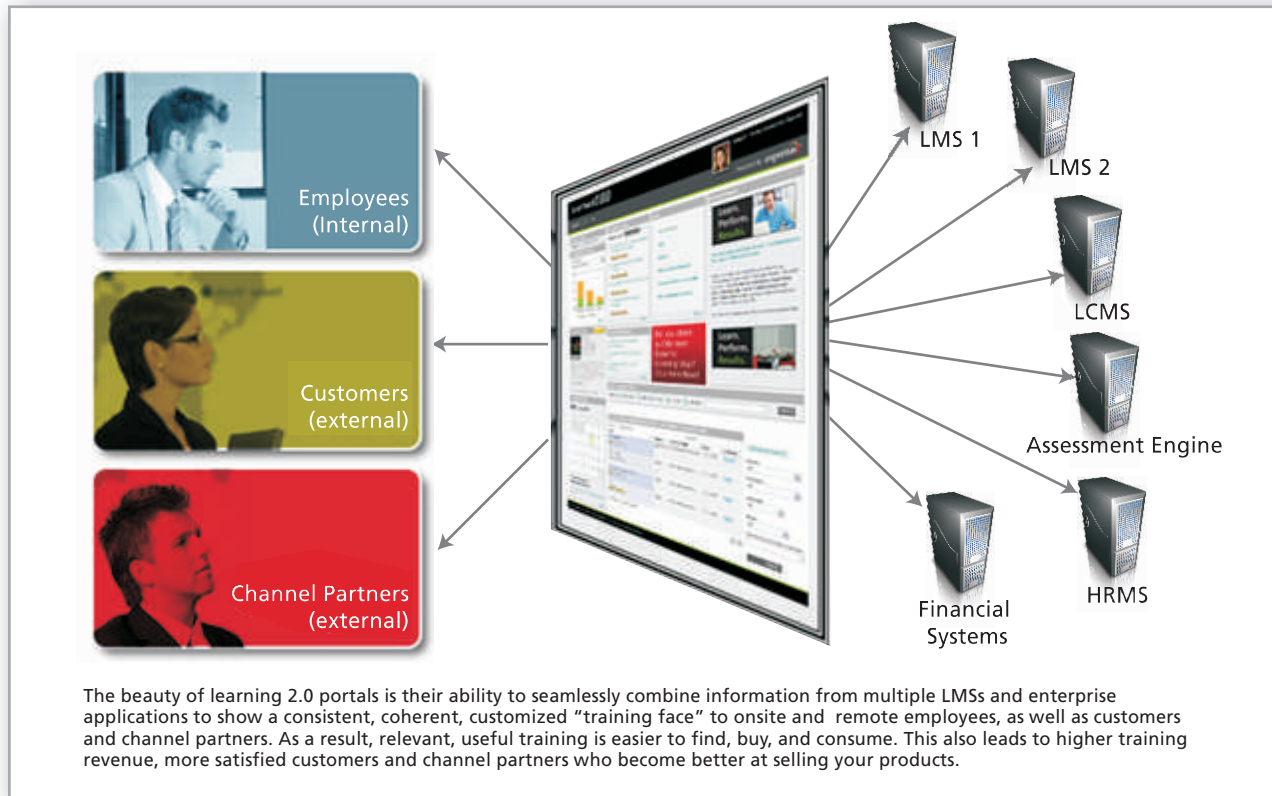 Employees
(Internal)
Customers
(external)
Channel Partners
(external)
Learn.
Perform.
Results.
Learn.
Perform.
Results.
LMS 1
LMS 2
LCMS
Assessment Engine
HRMS
Financial
Systems
The beauty of learning 2.0 portals is their ability to seamlessly combine information from multiple LMSs and enterprise
applications to show a consistent, coherent, customized “training face” to onsite and remote employees, as well as customers
and channel partners. As a result, relevant, useful training is easier to find, buy, and consume. This also leads to higher training
revenue, more satisfied customers and channel partners who become better at selling your products.